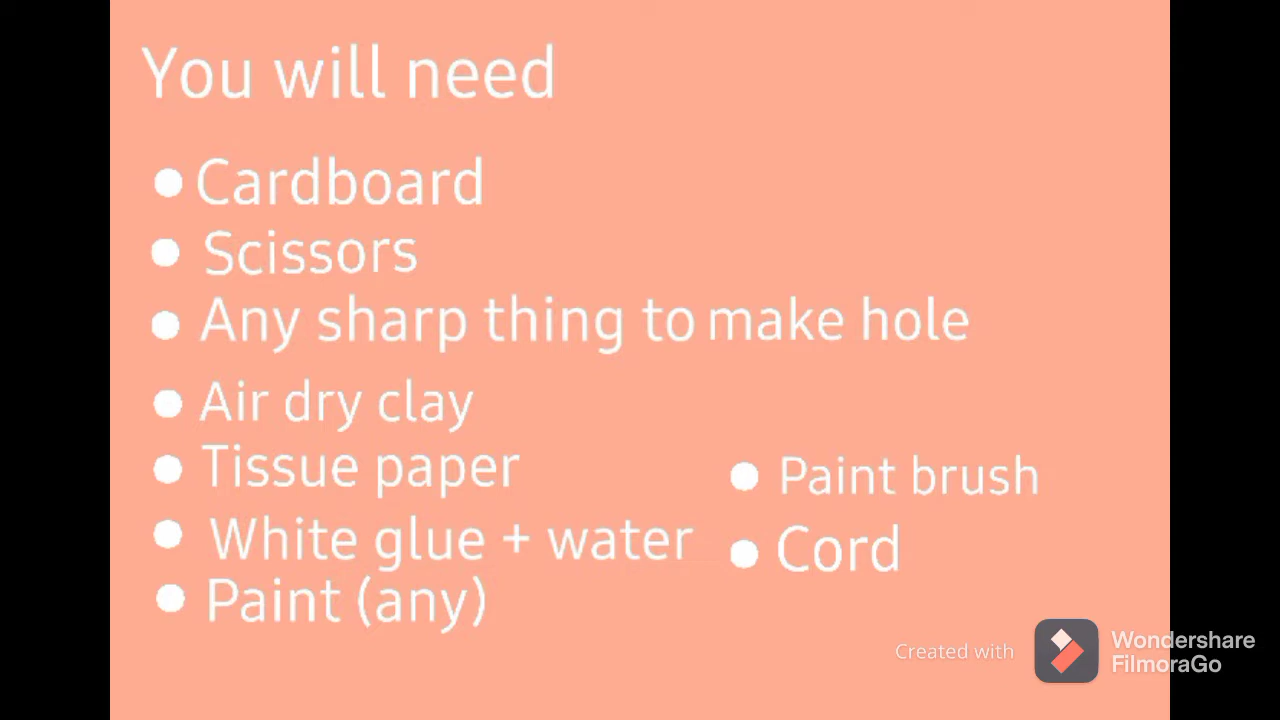 You will need
Cardboard
Scissors
Any sharp thing to make hole
Air dry clay
Tissue paper
White glue + water
Paint (any)
Paint brush
Cord
Created with
Wondershare
FilmoraGo